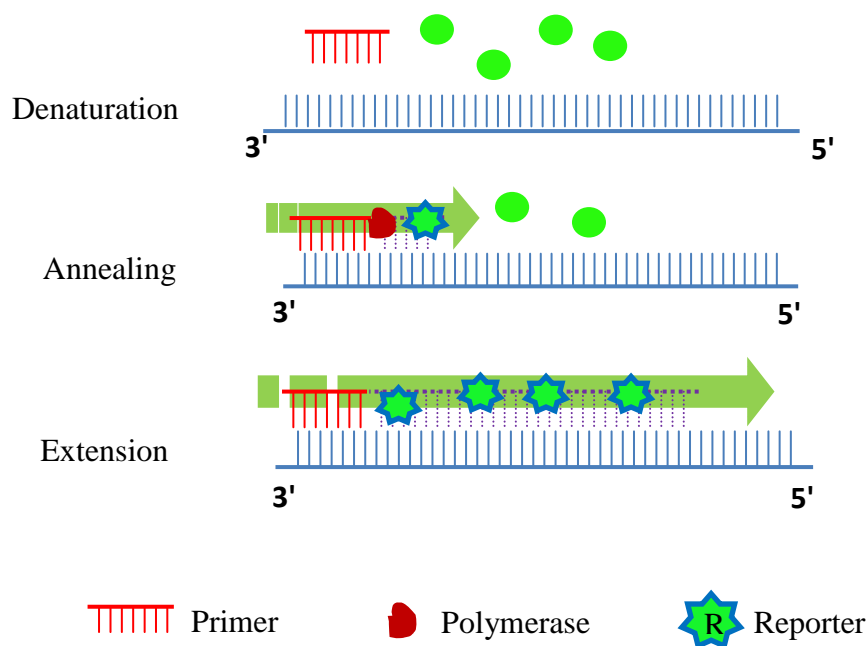 Denaturation
3' 5'
Annealing
3' 5'
Extension
3' 5'
Primer Polymerase R Reporter